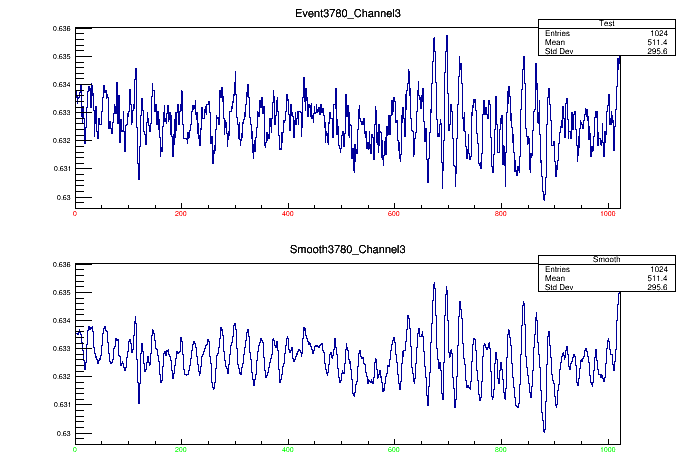 Event3780_Channel3
Test
Entries 1024
Mean 511.4
Std Dev 295.6
0.636
0.635
0.634
0.633
0.632
0.631
0.63
0 200 400 600 800 1000
Smooth3780_Channel3
Smooth
Entries 1024
Mean 511.4
Std Dev 295.6
0.636
0.635
0.634
0.633
0.632
0.631
0.63
0 200 400 600 800 1000